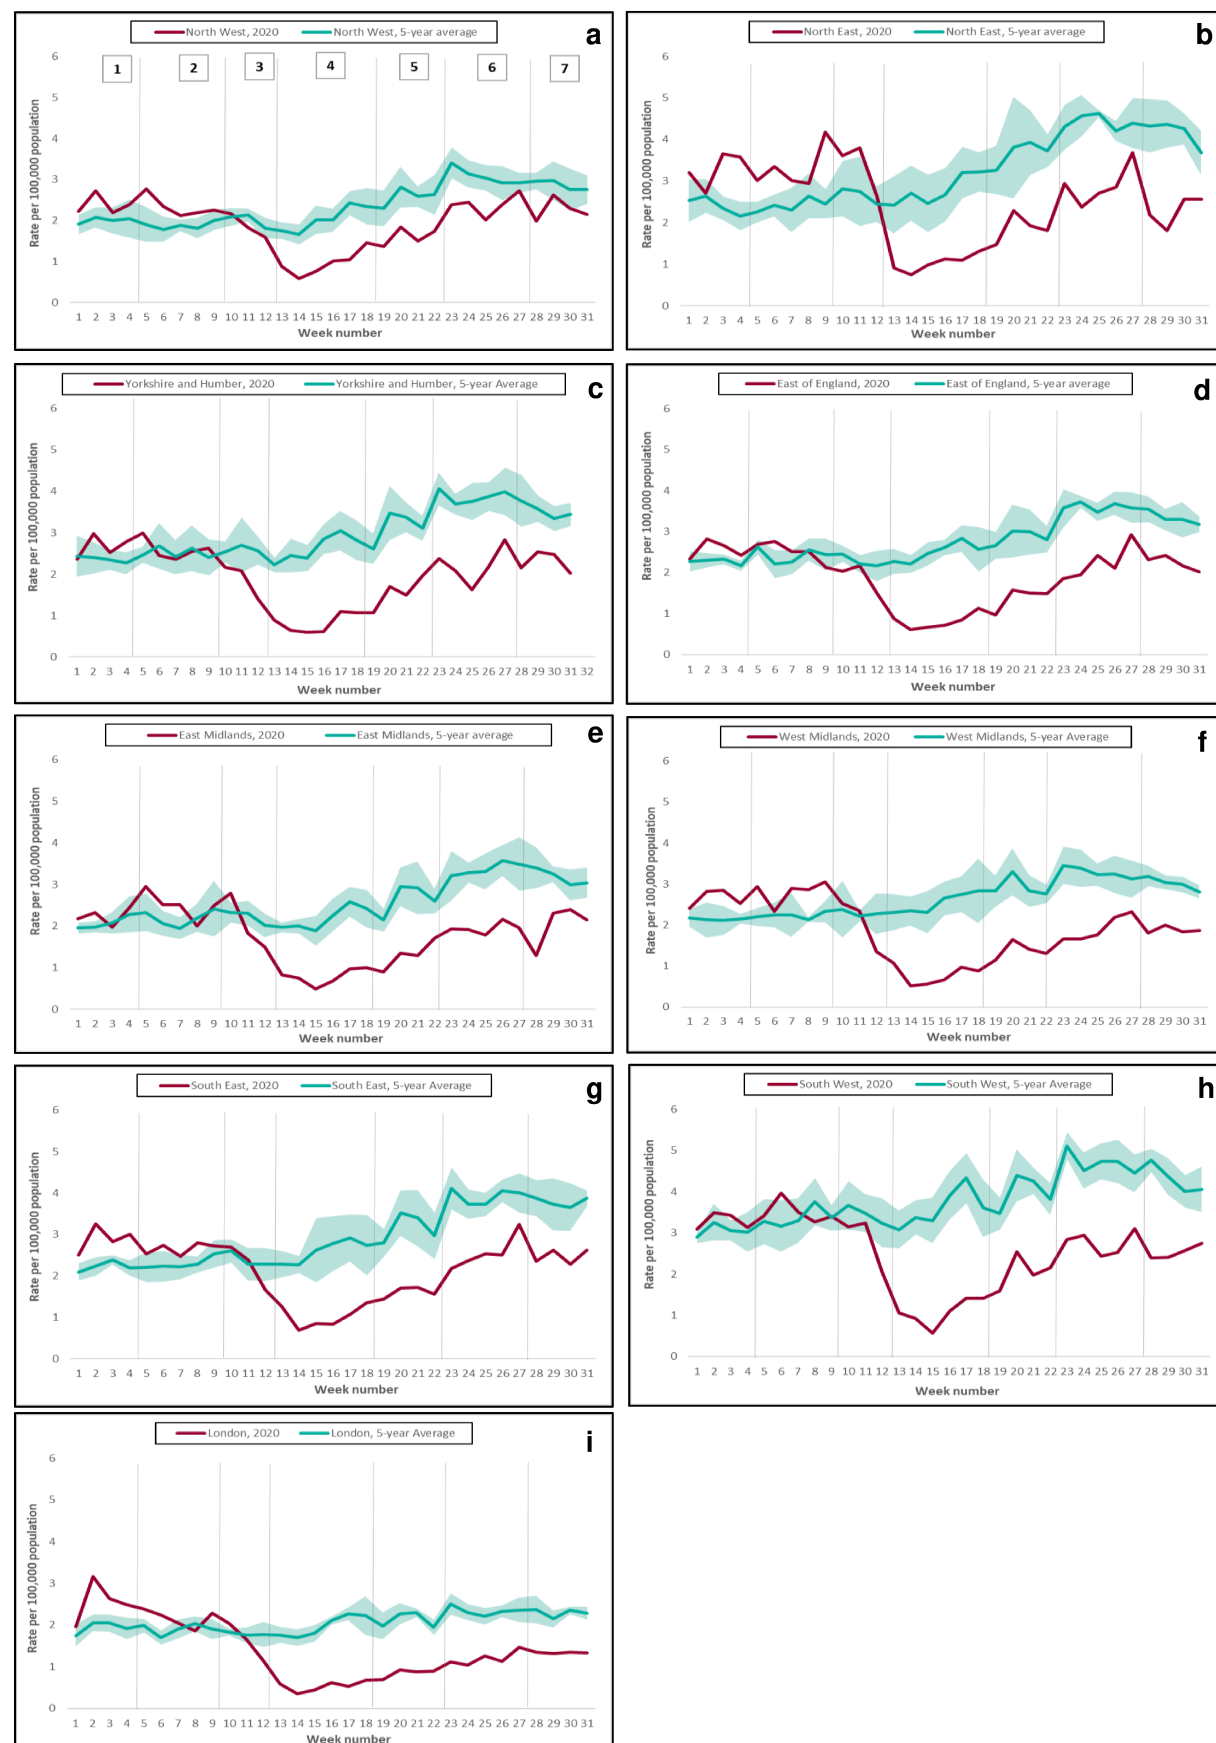 North West, 2020 North West, 5-year average a
6 1 2 3 4 5 6 7
5
4
3
2
1
0
Rate per 100,000 population
1 2 3 4 5 6 7 8 9 10 11 12 13 14 15 16 17 18 19 20 21 22 23 24 25 26 27 28 29 30 31
Week number
North East, 2020 North East, 5-year average b
6
5
4
3
2
1
0
Rate per 100,000 population
1 2 3 4 5 6 7 8 9 10 11 12 13 14 15 16 17 18 19 20 21 22 23 24 25 26 27 28 29 30 31
Week number
Yorkshire and Humber, 2020 Yorkshire and Humber, 5-year Average c
6
5
4
3
2
1
0
Rate per 100,000 population
1 2 3 4 5 6 7 8 9 10 11 12 13 14 15 16 17 18 19 20 21 22 23 24 25 26 27 28 29 30 31 32
Week number
East of England, 2020 East of England, 5-year average d
6
5
4
3
2
1
0
Rate per 100,000 population
1 2 3 4 5 6 7 8 9 10 11 12 13 14 15 16 17 18 19 20 21 22 23 24 25 26 27 28 29 30 31
Week number
East Midlands, 2020 East Midlands, 5-year average e
6
5
4
3
2
1
0
Rate per 100,000 population
1 2 3 4 5 6 7 8 9 10 11 12 13 14 15 16 17 18 19 20 21 22 23 24 25 26 27 28 29 30 31
Week number
West Midlands, 2020 West Midlands, 5-year Average f
6
5
4
3
2
1
0
Rate per 100,000 population
1 2 3 4 5 6 7 8 9 10 11 12 13 14 15 16 17 18 19 20 21 22 23 24 25 26 27 28 29 30 31
Week number
South East, 2020 South East, 5-year Average g
6
5
4
3
2
1
0
Rate per 100,000 population
1 2 3 4 5 6 7 8 9 10 11 12 13 14 15 16 17 18 19 20 21 22 23 24 25 26 27 28 29 30 31
Week number
South West, 2020 South West, 5-year Average h
6
5
4
3
2
1
0
Rate per 100,000 population
1 2 3 4 5 6 7 8 9 10 11 12 13 14 15 16 17 18 19 20 21 22 23 24 25 26 27 28 29 30 31
Week number
London, 2020 London, 5-year Average i
6
5
4
3
2
1
0
Rate per 100,000 population
1 2 3 4 5 6 7 8 9 10 11 12 13 14 15 16 17 18 19 20 21 22 23 24 25 26 27 28 29 30 31
Week number